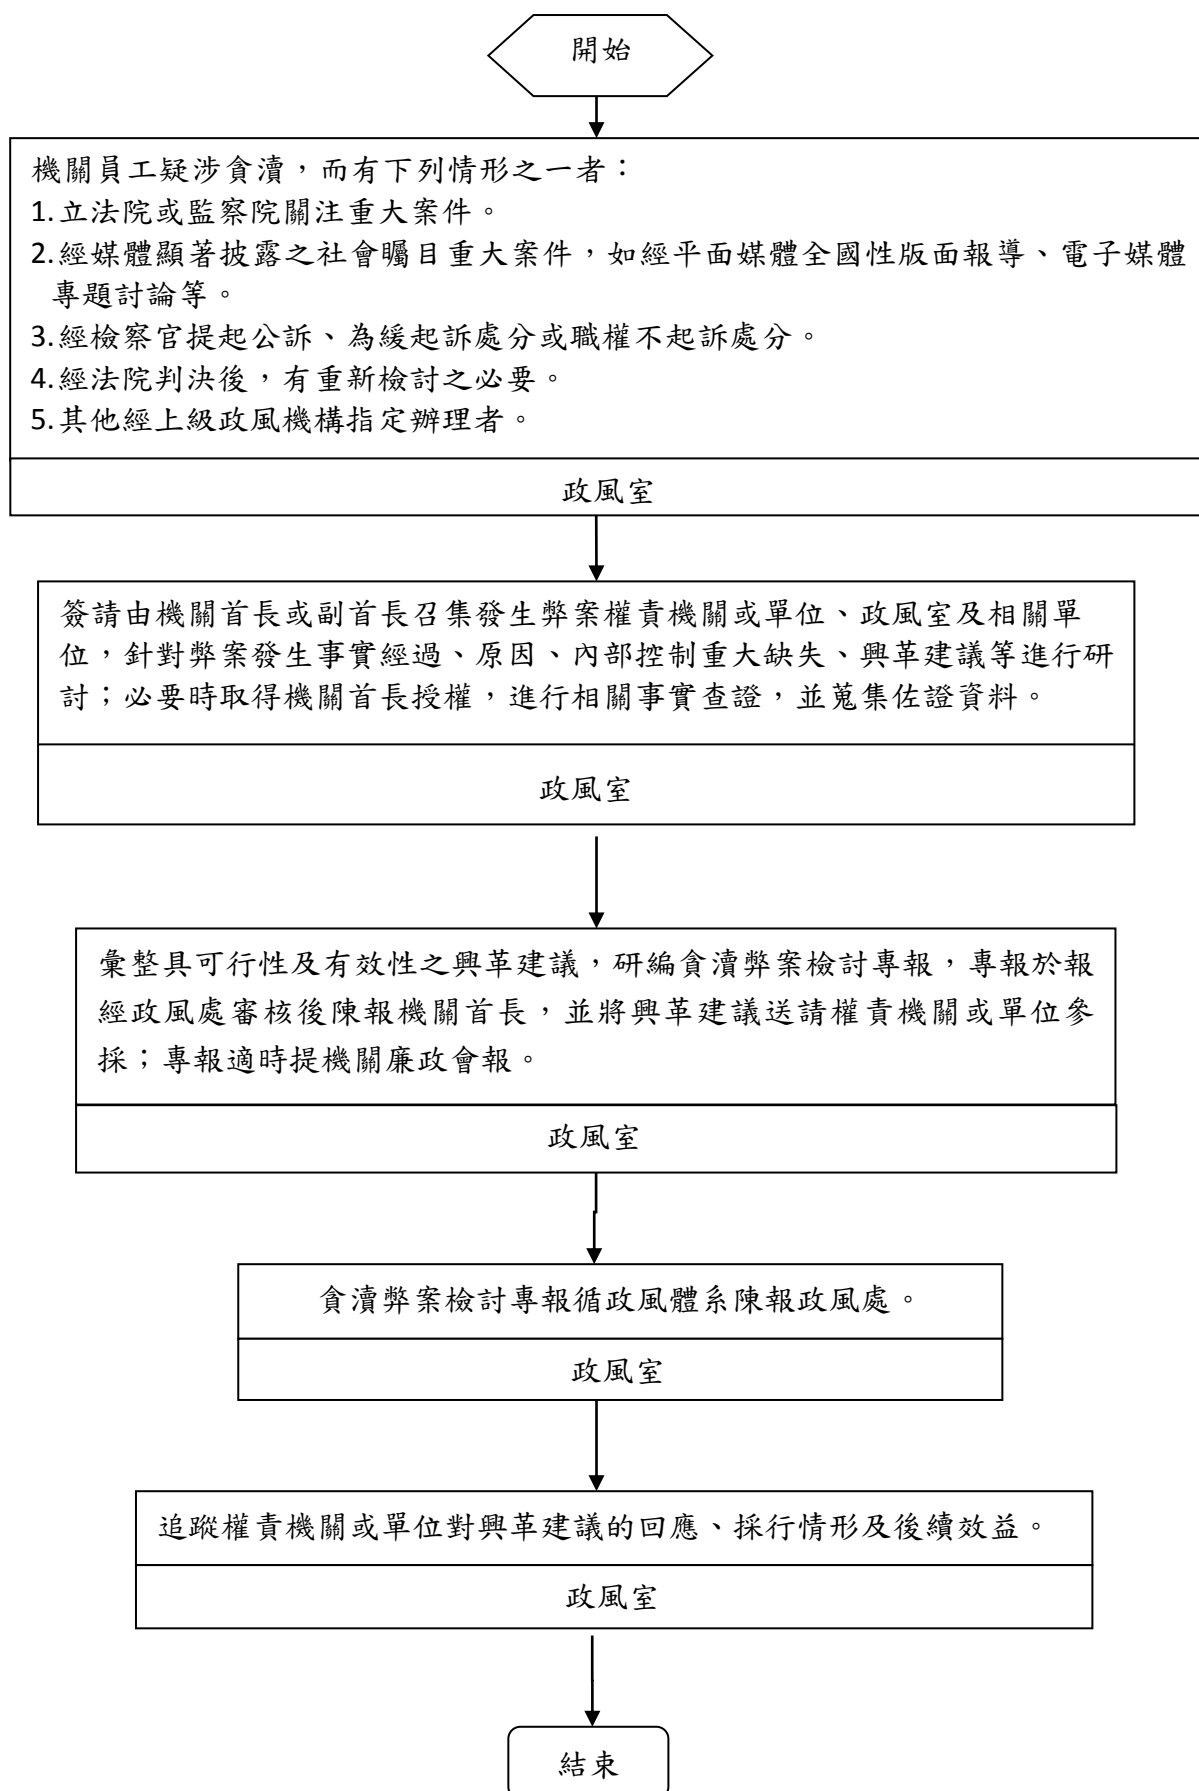 開始
機關員工疑涉貪瀆，而有下列情形之一者：
1.立法院或監察院關注重大案件。
2.經媒體顯著披露之社會矚目重大案件，如經平面媒體全國性版面報導、電子媒體
專題討論等。
3.經檢察官提起公訴、為緩起訴處分或職權不起訴處分。
4.經法院判決後，有重新檢討之必要。
5.其他經上級政風機構指定辦理者。
政風室
簽請由機關首長或副首長召集發生弊案權責機關或單位、政風室及相關單
位，針對弊案發生事實經過、原因、內部控制重大缺失、興革建議等進行研
討；必要時取得機關首長授權，進行相關事實查證，並蒐集佐證資料。
政風室
彙整具可行性及有效性之興革建議，研編貪瀆弊案檢討專報，專報於報
經政風處審核後陳報機關首長，並將興革建議送請權責機關或單位參
採；專報適時提機關廉政會報。
政風室
貪瀆弊案檢討專報循政風體系陳報政風處。
政風室
追蹤權責機關或單位對興革建議的回應、採行情形及後續效益。
政風室
結束